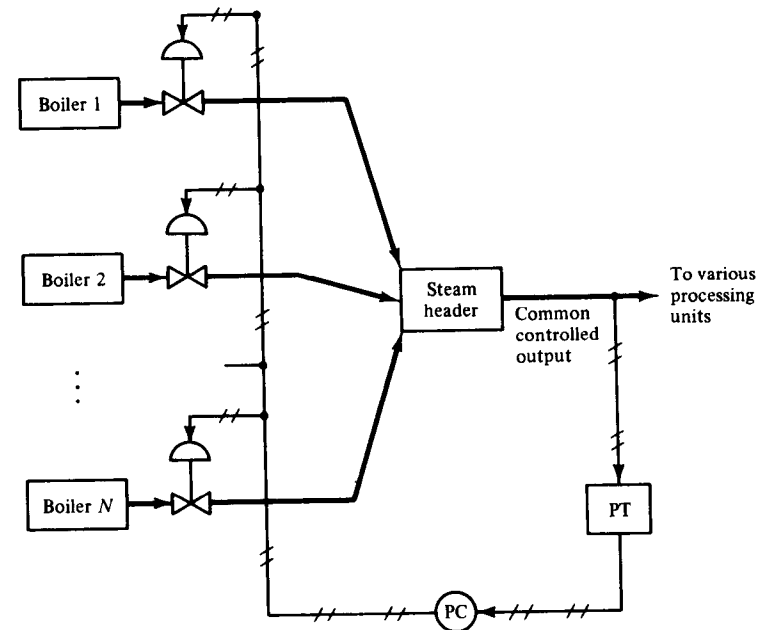 Boiler 1
Boiler 2
Steam
header
Common
controlled
output
To various
processing
units
Boiler N
PT
PC